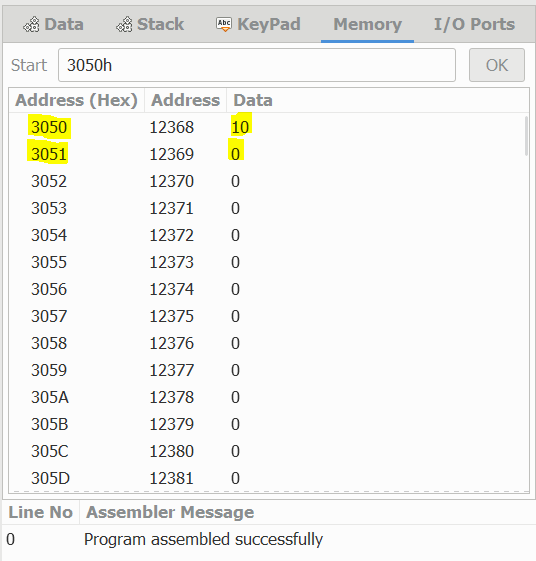 Data Stack Abc KeyPad Memory I/O Ports
Start 3050h OK
Address (Hex) Address Data
3050 12368 10
3051 12369 0
3052 12370 0
3053 12371 0
3054 12372 0
3055 12373 0
3056 12374 0
3057 12375 0
3058 12376 0
3059 12377 0
305A 12378 0
305B 12379 0
305C 12380 0
305D 12381 0
Line No Assembler Message
0 Program assembled successfully